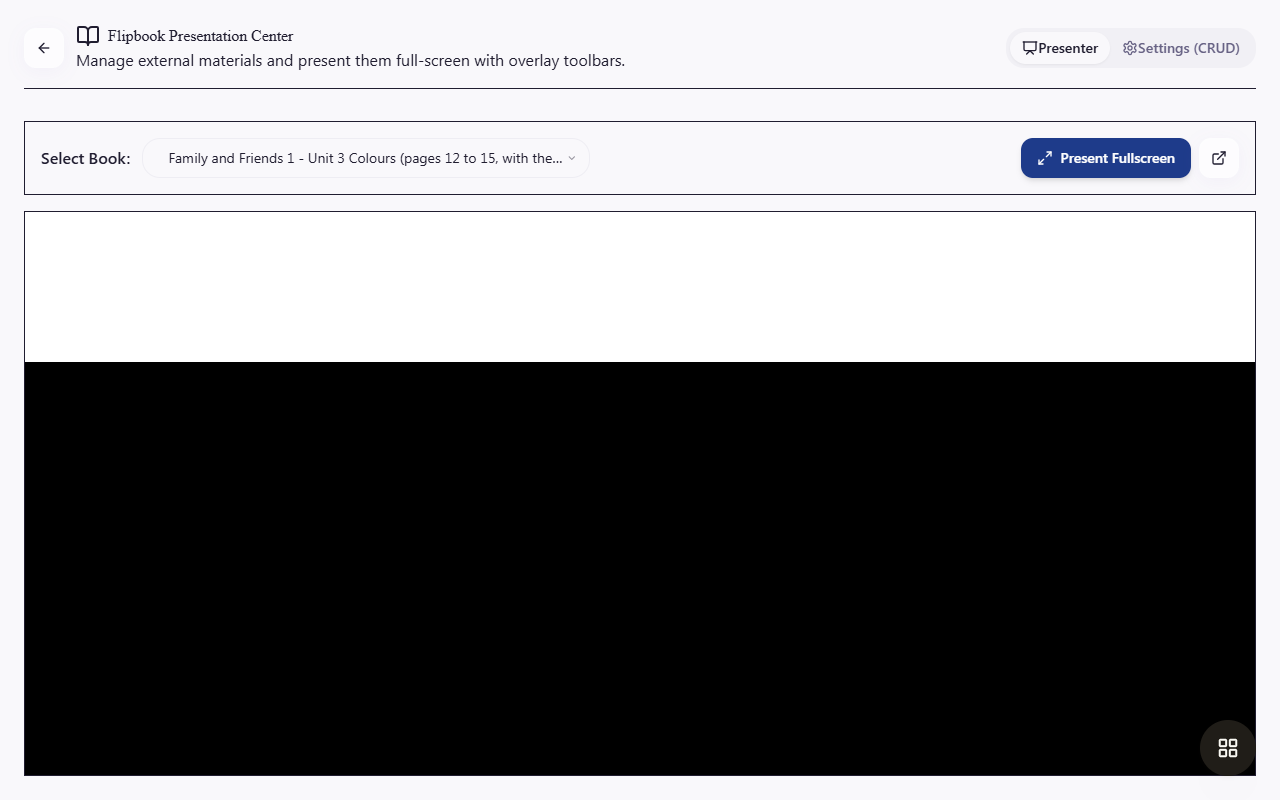 Flipbook Presentation Center
Manage external materials and present them full-screen with overlay toolbars.
Presenter
Settings (CRUD)
Select Book:
Family and Friends 1 - Unit 3 Colours (pages 12 to 15, with the...
Present Fullscreen